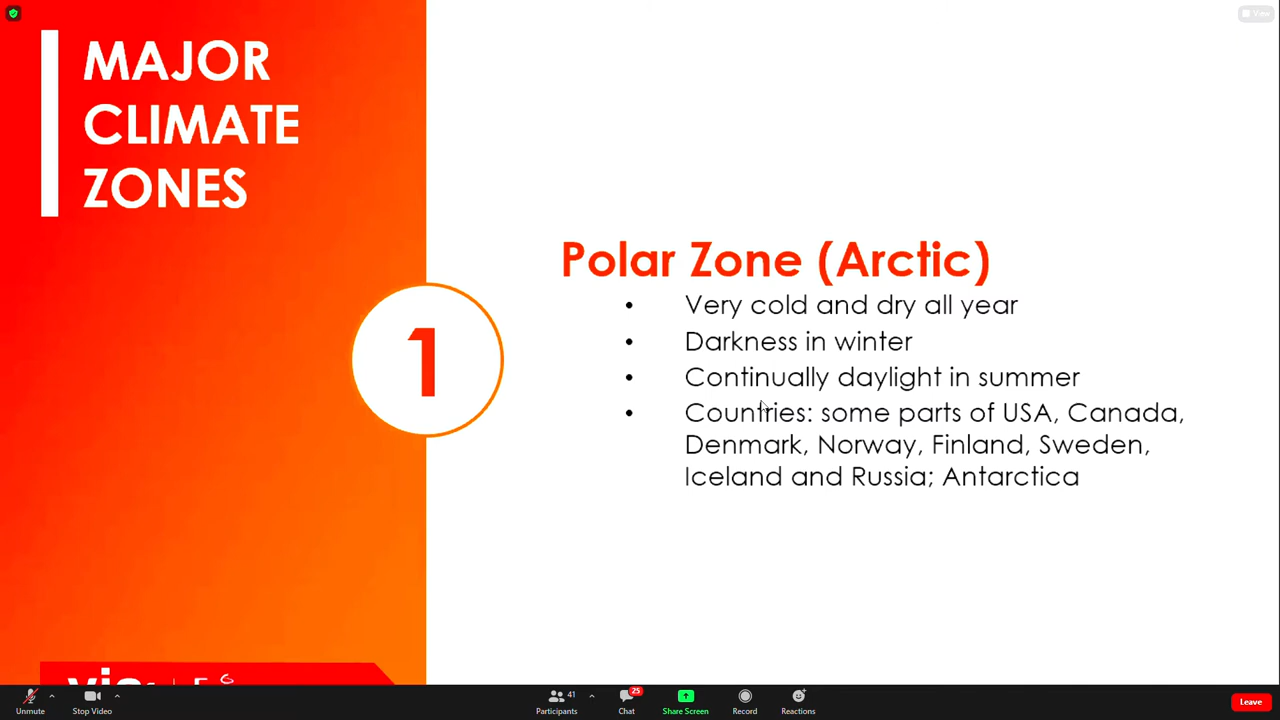 View
MAJOR
CLIMATE
ZONES
Polar Zone (Arctic)
• Very cold and dry all year
• Darkness in winter
1
• Continually daylight in summer
• Countries: some parts of USA, Canada,
Denmark, Norway, Finland, Sweden,
Iceland and Russia; Antarctica
41
25
Unmute
Stop Video
Participants
Chat
Share Screen
Record
Reactions
Leave